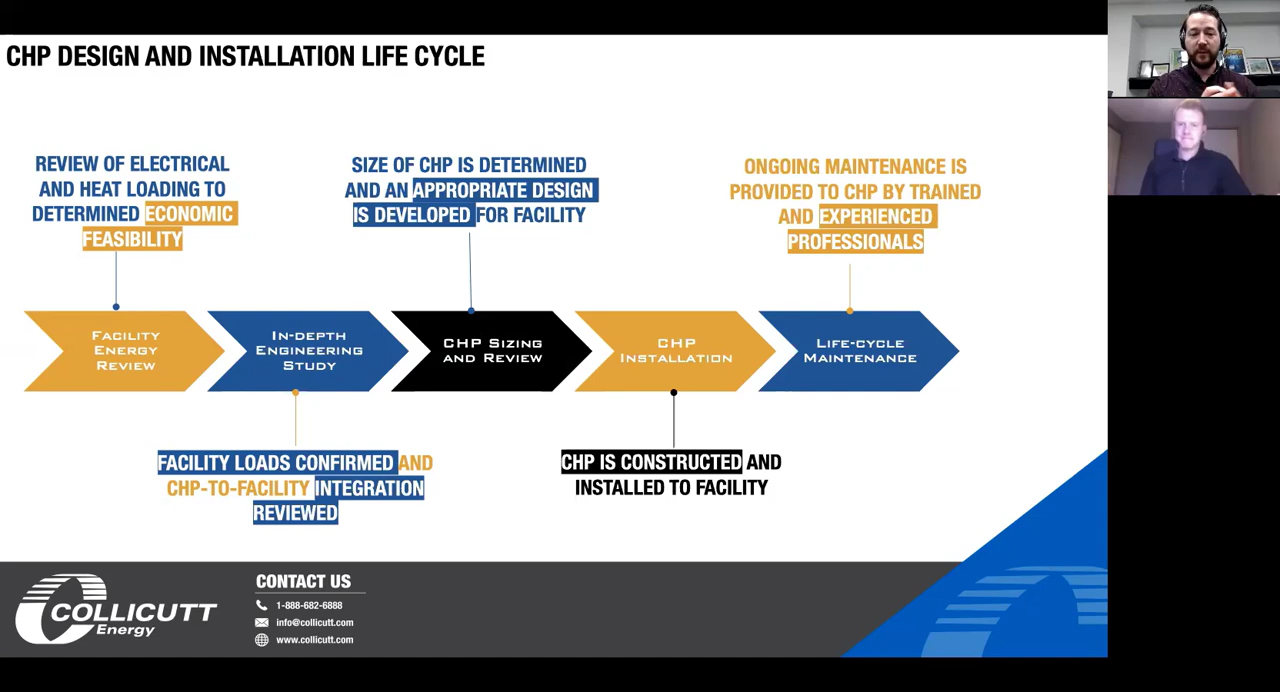 CHP DESIGN AND INSTALLATION LIFE CYCLE
REVIEW OF ELECTRICAL
AND HEAT LOADING TO
DETERMINED ECONOMIC
FEASIBILITY
SIZE OF CHP IS DETERMINED
AND AN APPROPRIATE DESIGN
IS DEVELOPED FOR FACILITY
ONGOING MAINTENANCE IS
PROVIDED TO CHP BY TRAINED
AND EXPERIENCED
PROFESSIONALS
FACILITY
ENERGY
REVIEW
IN-DEPTH
ENGINEERING
STUDY
CHP SIZING
AND REVIEW
CHP
INSTALLATION
LIFE-CYCLE
MAINTENANCE
FACILITY LOADS CONFIRMED AND
CHP-TO-FACILITY INTEGRATION
REVIEWED
CHP IS CONSTRUCTED AND
INSTALLED TO FACILITY
COLLICUTT
Energy
CONTACT US
1-888-682-6888
info@collicutt.com
www.collicutt.com